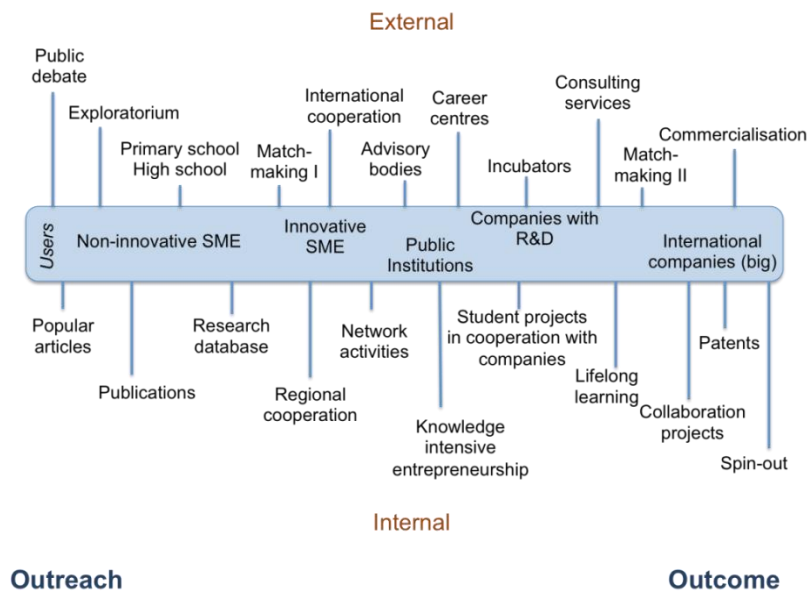 External
Public
debate
Exploratorium
Primary school
High school
Match-
making I
International
cooperation
Advisory
bodies
Career
centres
Incubators
Consulting
services
Match-
making II
Commercialisation
Users
Non-innovative SME
Innovative
SME
Public
Institutions
Companies with
R&D
International
companies (big)
Popular
articles
Publications
Research
database
Regional
cooperation
Network
activities
Knowledge
intensive
entrepreneurship
Student projects
in cooperation with
companies
Lifelong
learning
Collaboration
projects
Patents
Spin-out
Internal
Outreach
Outcome